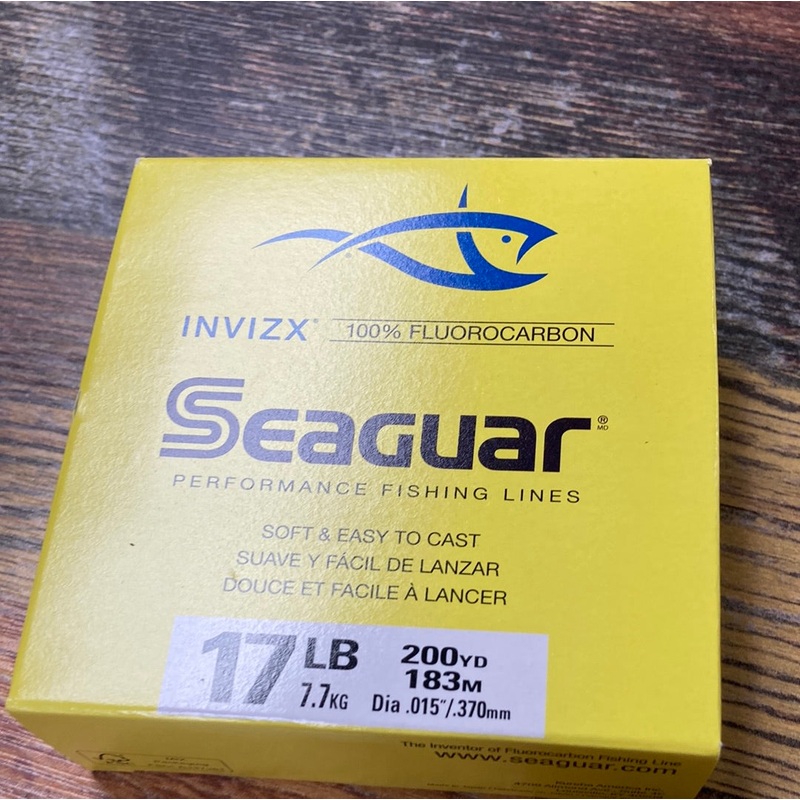 INVIZX® 100% FLUOROCARBON
Seaguar®
MD
PERFORMANCE FISHING LINES
SOFT & EASY TO CAST
SUAVE Y FÁCIL DE LANZAR
DOUCE ET FACILE À LANCER
17 LB 200YD
7.7KG 183M
Dia .015"/.370mm
The Inventor of Fluorocarbon Fishing Line
www.seaguar.com